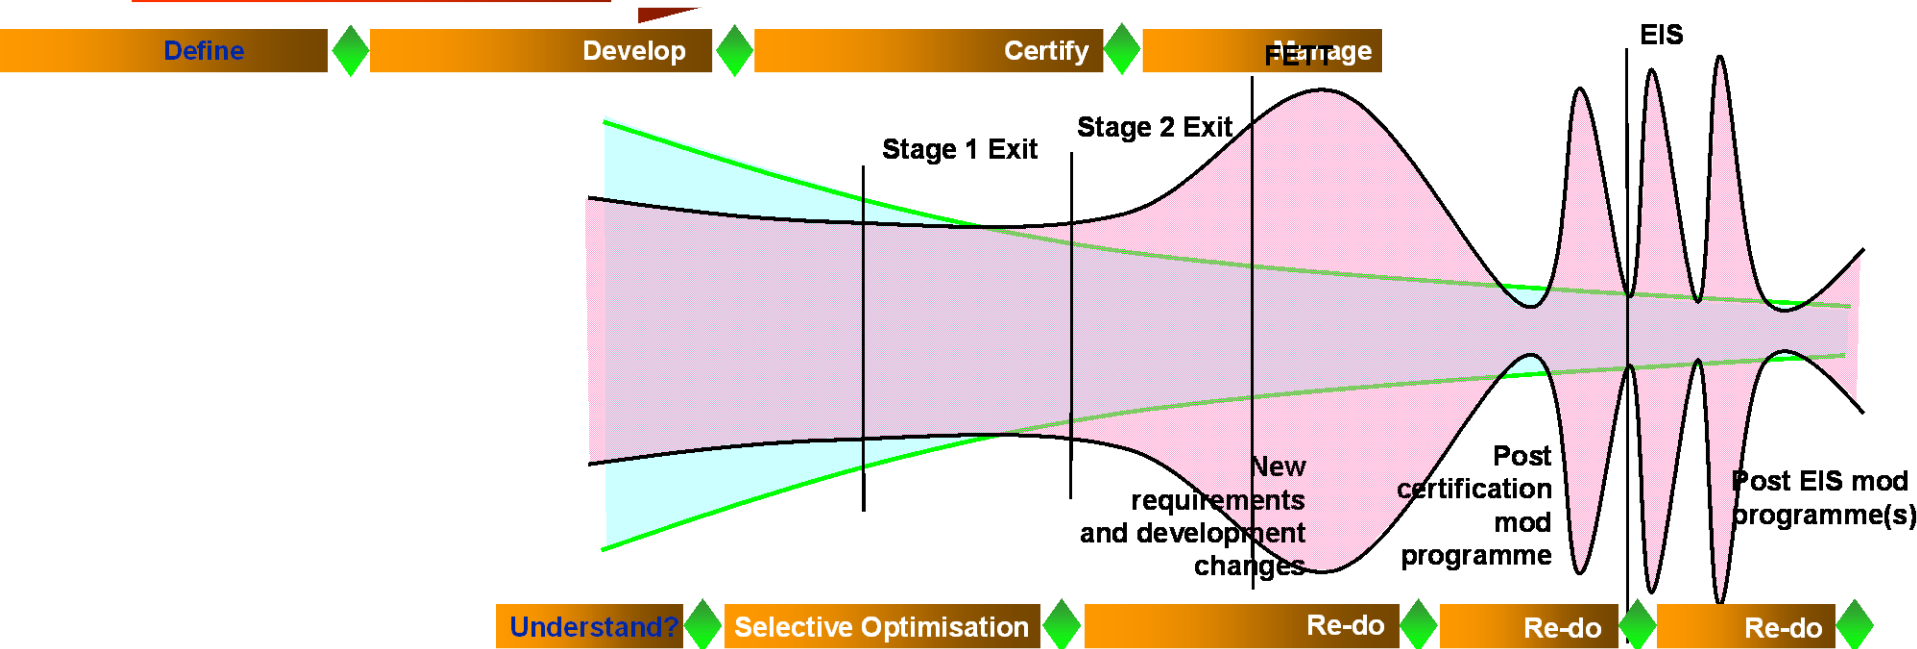 Define
Develop
Certify
Manage
FETT
EIS
Stage 1 Exit
Stage 2 Exit
New
requirements
and development
changes
Post
certification
mod
programme
Post EIS mod
programme(s)
Understand?
Selective Optimisation
Re-do
Re-do
Re-do